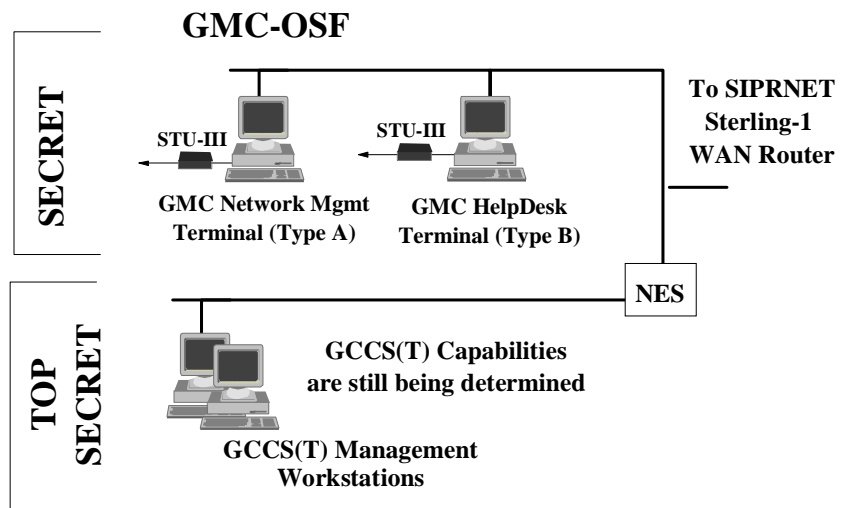 GMC-OSF
SECRET
To SIPRNET
Sterling-1
WAN Router
STU-III
STU-III
GMC Network Mgmt
Terminal (Type A)
GMC HelpDesk
Terminal (Type B)
NES
TOP
SECRET
GCCS(T) Capabilities
are still being determined
GCCS(T) Management
Workstations